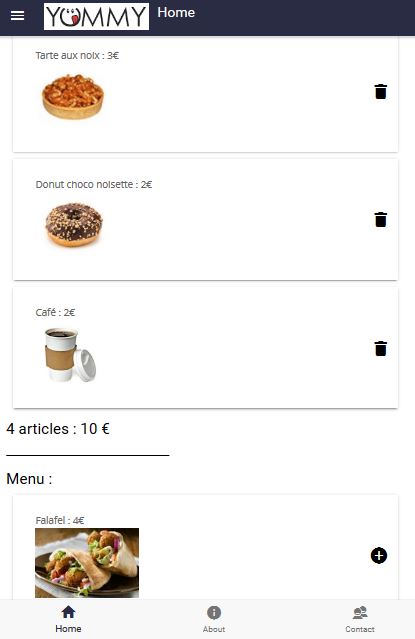 YUMMY
Home
Tarte aux noix : 3€
Donut choco noisette : 2€
Café : 2€
4 articles : 10 €
Menu :
Falafel : 4€
Home
About
Contact